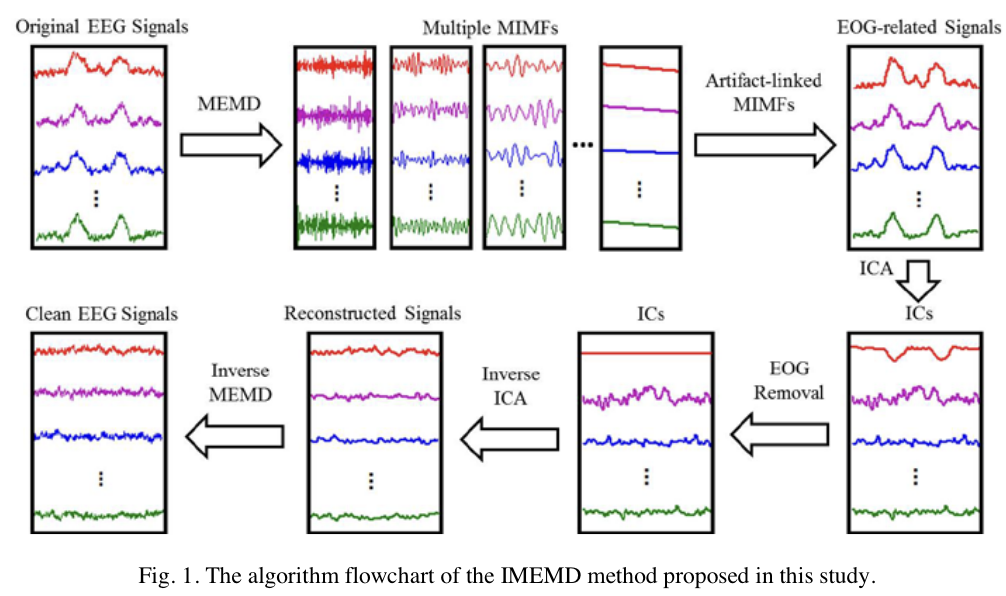 Original EEG Signals
Multiple MIMFs
EOG-related Signals
MEMD
Artifact-linked
MIMFs
ICA
Clean EEG Signals
Reconstructed Signals
ICs
ICs
Inverse
MEMD
Inverse
ICA
EOG
Removal
Fig. 1. The algorithm flowchart of the IMEMD method proposed in this study.